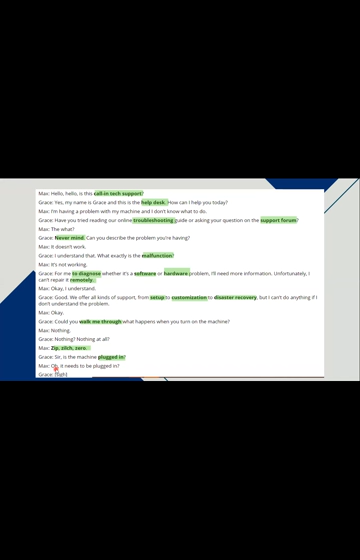 Max: Hello, hello, is this call-in tech support?
Grace: Yes, my name is Grace and this is the help desk. How can I help you today?
Max: I'm having a problem with my machine and I don't know what to do.
Grace: Have you tried reading our online troubleshooting guide or asking your question on the support forum?
Max: The what?
Grace: Never mind. Can you describe the problem you're having?
Max: It doesn't work.
Grace: I understand that. What exactly is the malfunction?
Max: It's not working.
Grace: For me to diagnose whether it's a software or hardware problem, I'll need more information. Unfortunately, I
can't repair it remotely.
Max: Okay, I understand.
Grace: Good. We offer all kinds of support, from setup to customization to disaster recovery, but I can't do anything if I
don't understand the problem.
Max: Okay.
Grace: Could you walk me through what happens when you turn on the machine?
Max: Nothing.
Grace: Nothing? Nothing at all?
Max: Zip, zilch, zero.
Grace: Sir, is the machine plugged in?
Max: Oh, it needs to be plugged in?
Grace: [sigh]